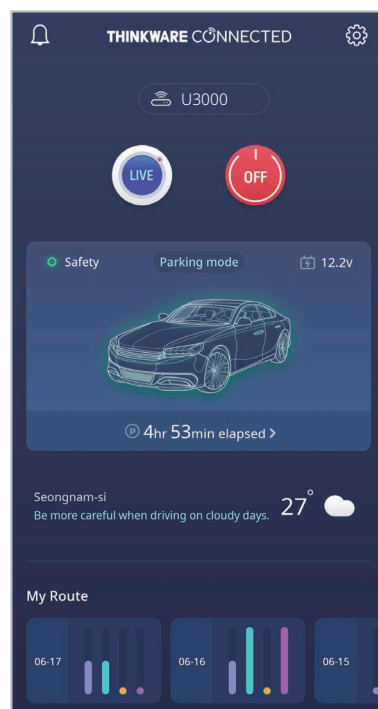 THINKWARE CONNECTED
U3000
LIVE
OFF
Safety
Parking mode
12.2v
P 4hr 53min elapsed >
Seongnam-si
Be more careful when driving on cloudy days.
27°
My Route
06-17
06-16
06-15